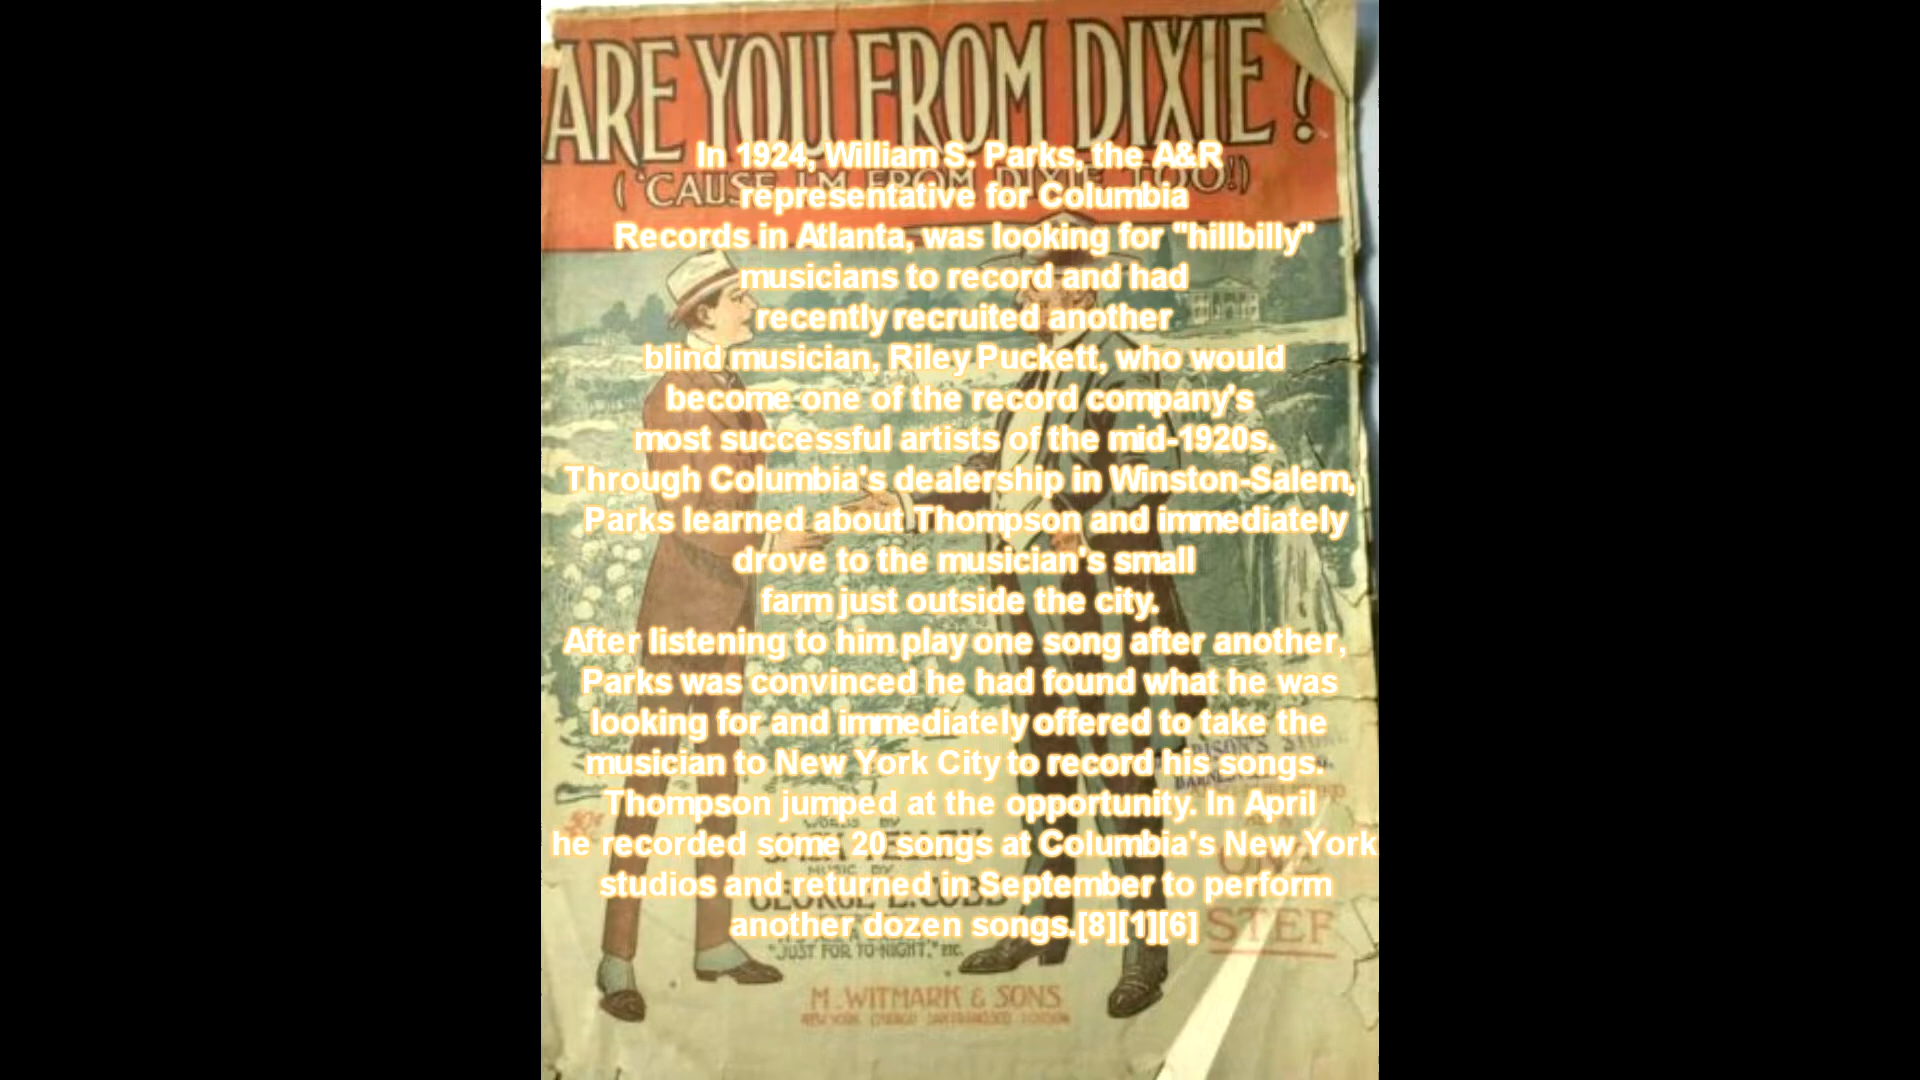 ARE YOU FROM DIXIE?
('CAUSE I'M FROM DIXIE TOO!)
In 1924, William S. Parks, the A&R
representative for Columbia
Records in Atlanta, was looking for "hillbilly"
musicians to record and had
recently recruited another
blind musician, Riley Puckett, who would
become one of the record company's
most successful artists of the mid-1920s.
Through Columbia's dealership in Winston-Salem,
Parks learned about Thompson and immediately
drove to the musician's small
farm just outside the city.
After listening to him play one song after another,
Parks was convinced he had found what he was
looking for and immediately offered to take the
musician to New York City to record his songs.
Thompson jumped at the opportunity. In April
he recorded some 20 songs at Columbia's New York
studios and returned in September to perform
another dozen songs.[8][1][6]
WORDS BY
JACK YELLEN
MUSIC BY
GEORGE L. COBB
"JUST FOR TO-NIGHT," ETC.
STEF
M. WITMARK & SONS